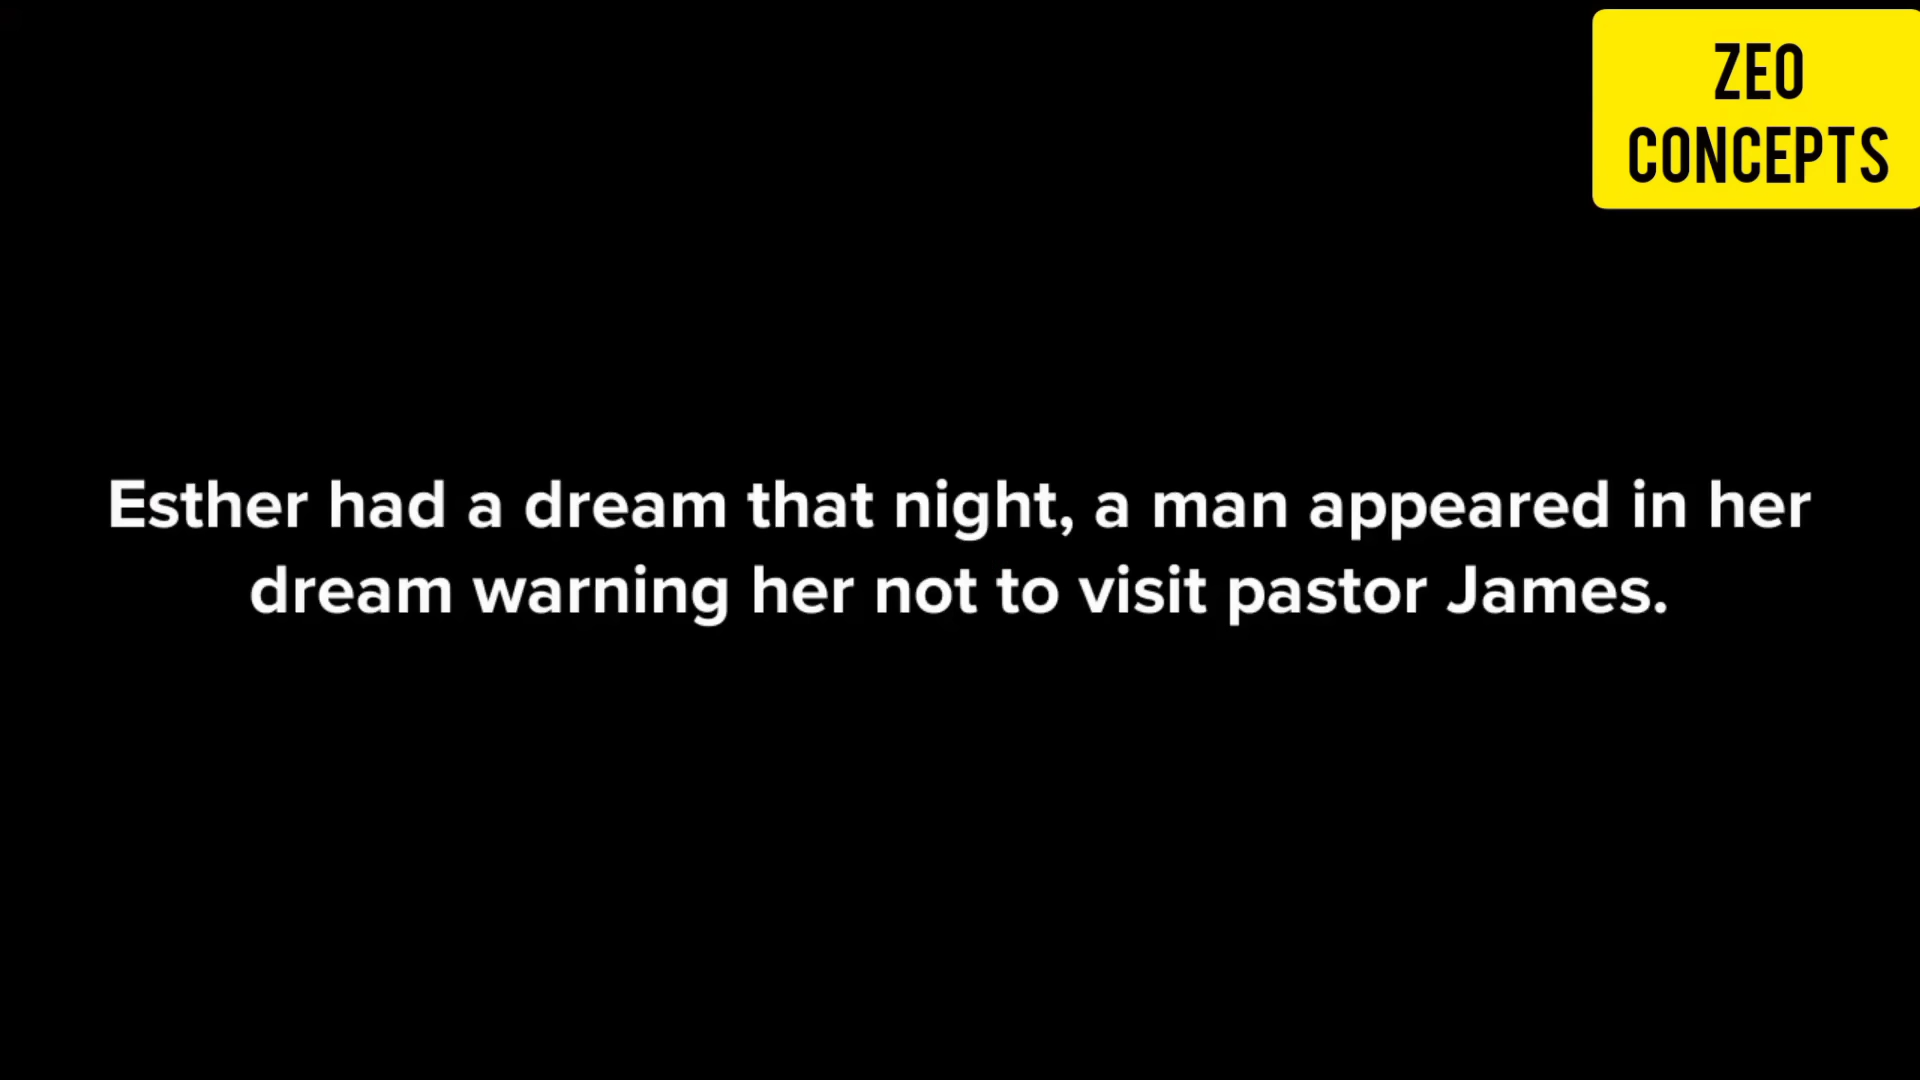 ZEO
CONCEPTS
Esther had a dream that night, a man appeared in her
dream warning her not to visit pastor James.